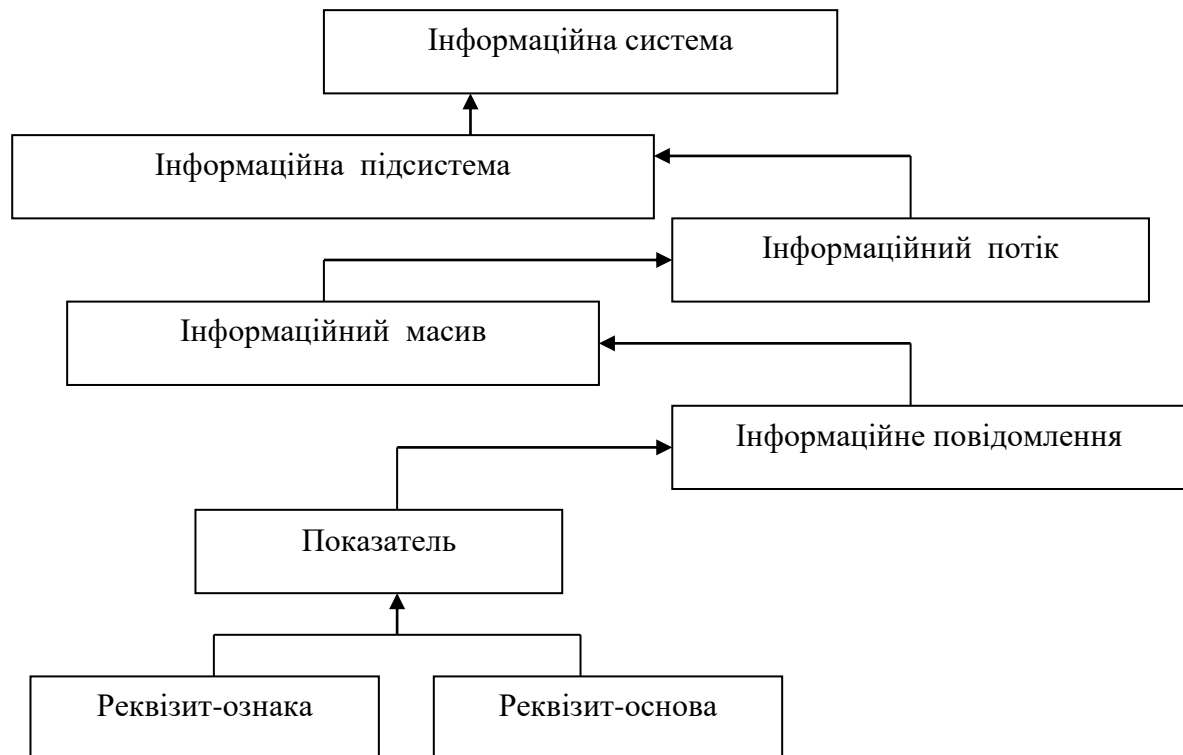 Інформаційна система
Інформаційна підсистема
Інформаційний потік
Інформаційний масив
Інформаційне повідомлення
Показатель
Реквізит-ознака
Реквізит-основа